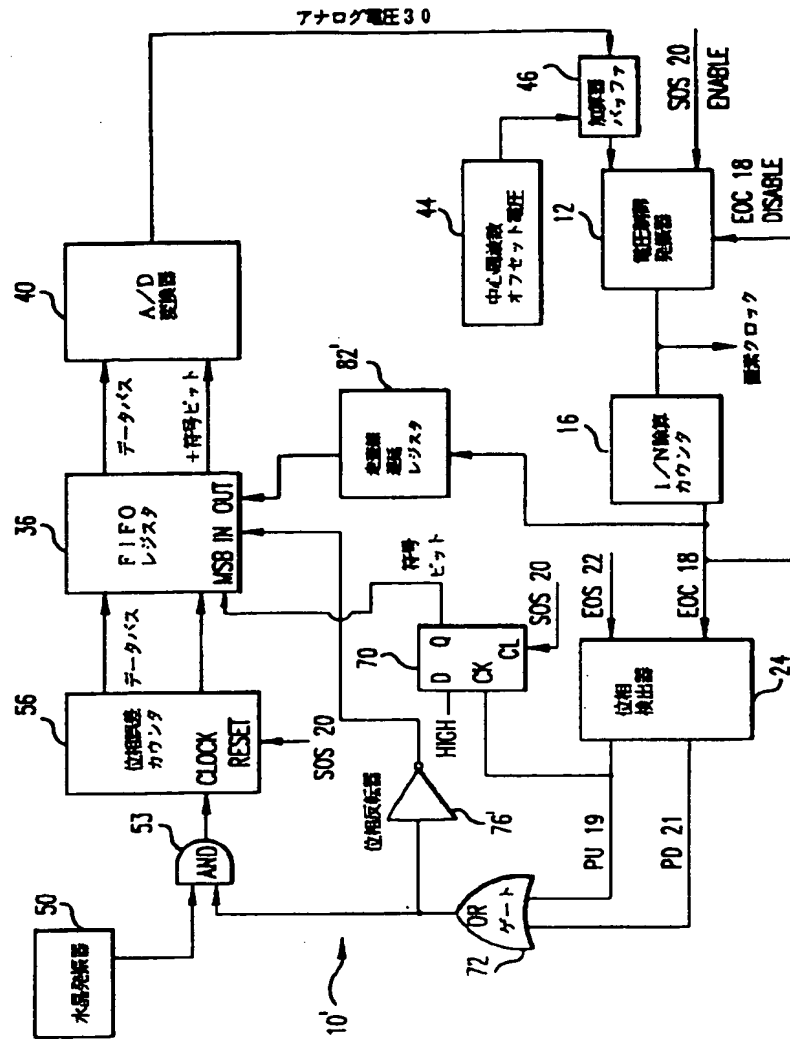 10'
50
水晶発振器
53
AND
56
位相誤差
カウンタ
CLOCK
RESET
SOS 20
データバス
36
FIFO
レジスタ
MSB IN OUT
データバス
+符号ビット
40
A/D
変換器
アナログ電圧30
72
OR
ゲート
位相反転器
76'
70
D
Q
CK
CL
HIGH
SOS 20
符号
ビット
82'
走査線
遅延
レジスタ
44
中心周波数
オフセット電圧
46
加算器
バッファ
PU 19
PD 21
位相
検出器
24
EOS 22
EOC 18
16
1/N除算
カウンタ
画素クロック
12
電圧制御
発振器
SOS 20
ENABLE
EOC 18
DISABLE